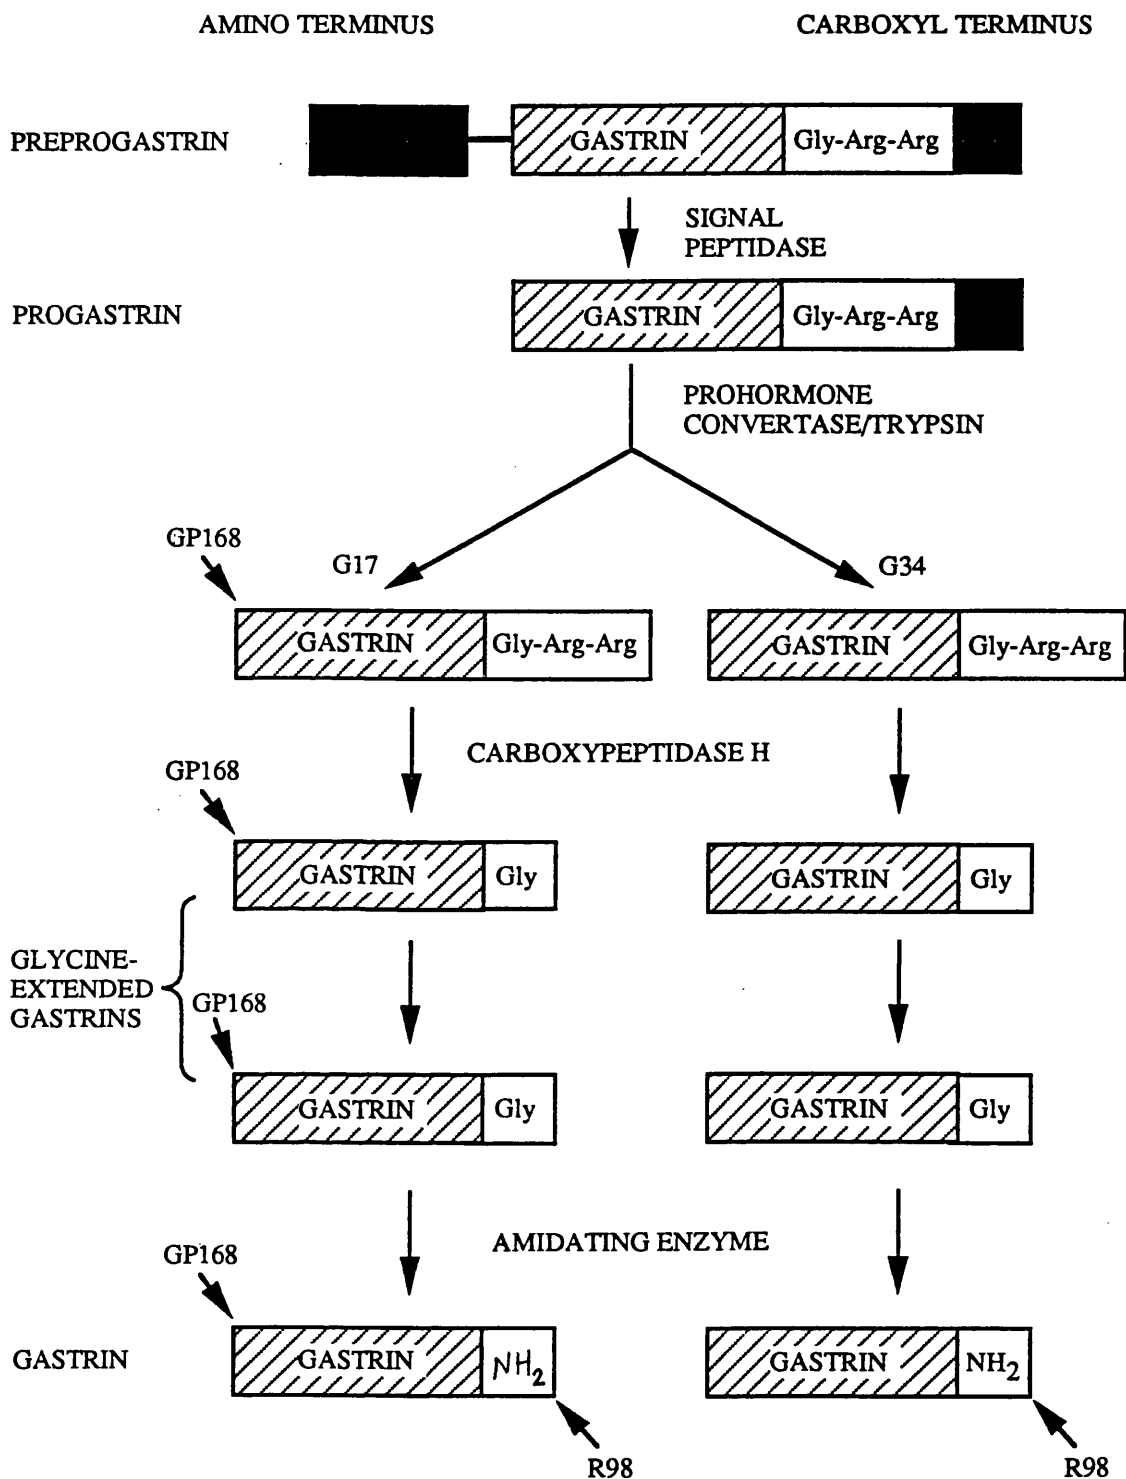 AMINO TERMINUS
CARBOXYL TERMINUS
PREPROGASTRIN
GASTRIN
Gly-Arg-Arg
SIGNAL
PEPTIDASE
PROGASTRIN
GASTRIN
Gly-Arg-Arg
PROHORMONE
CONVERTASE/TRYPSIN
GP168
G17
G34
GASTRIN
Gly-Arg-Arg
GASTRIN
Gly-Arg-Arg
CARBOXYPEPTIDASE H
GP168
GASTRIN
Gly
GASTRIN
Gly
GLYCINE-
EXTENDED
GASTRINS
GP168
GASTRIN
Gly
GASTRIN
Gly
AMIDATING ENZYME
GP168
GASTRIN
GASTRIN
NH2
GASTRIN
NH2
R98
R98